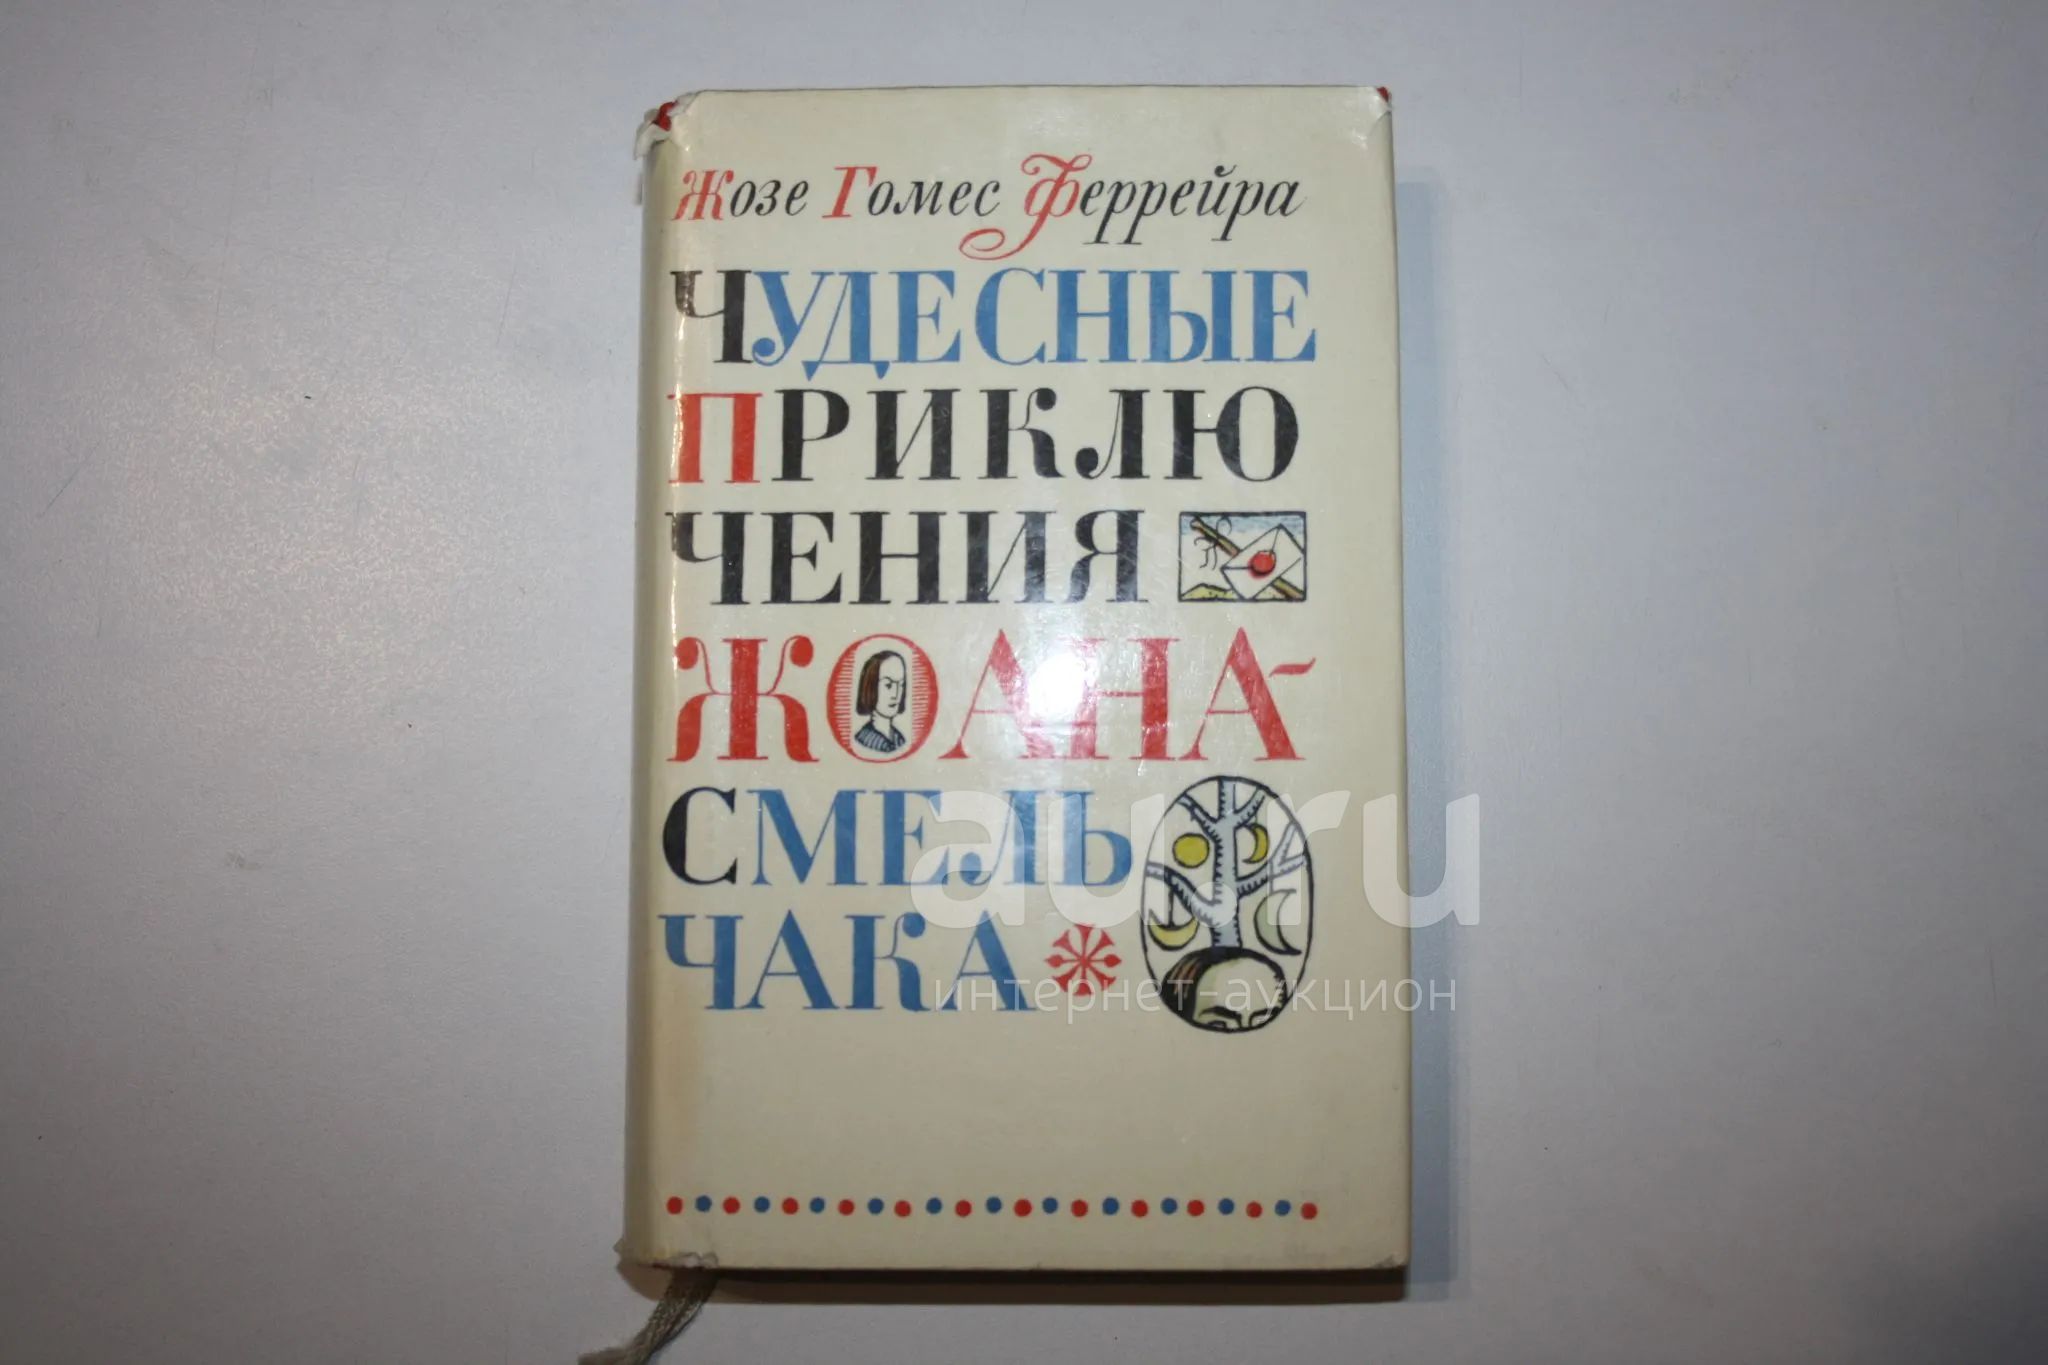 Жозе Гомес Феррейра
ЧУДЕСНЫЕ
ПРИКЛЮ
ЧЕНИЯ
ЖОАНА-
СМЕЛЬ
ЧАКА
au.ru
интернет-аукцион